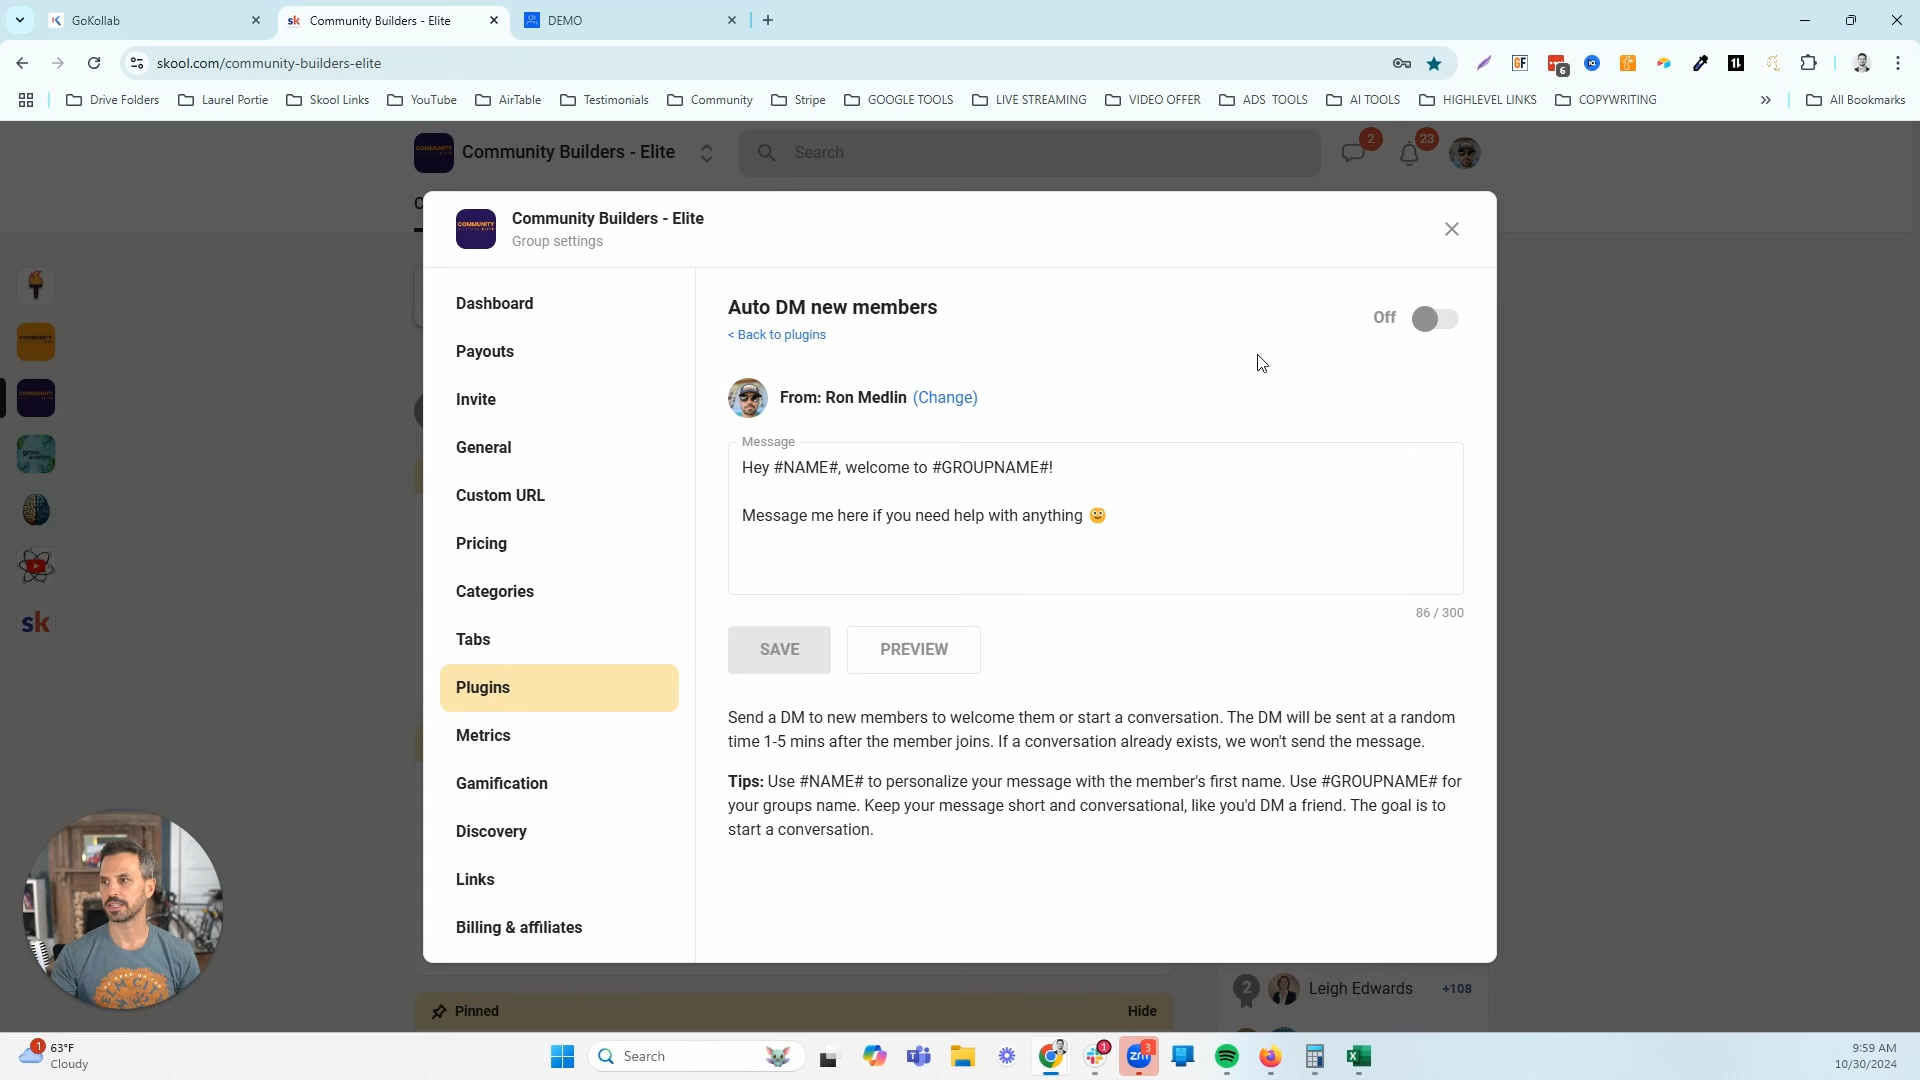 GoKollab
Community Builders - Elite
DEMO
skool.com/community-builders-elite
6
Drive Folders
Laurel Portie
Skool Links
YouTube
AirTable
Testimonials
Community
Stripe
GOOGLE TOOLS
LIVE STREAMING
VIDEO OFFER
ADS TOOLS
AI TOOLS
HIGHLEVEL LINKS
COPYWRITING
All Bookmarks
Community Builders - Elite
Search
2
23
Community Builders - Elite
Group settings
Dashboard
Payouts
Invite
General
Custom URL
Pricing
Categories
Tabs
Plugins
Metrics
Gamification
Discovery
Links
Billing & affiliates
Auto DM new members
< Back to plugins
Off
From: Ron Medlin (Change)
Message
Hey #NAME#, welcome to #GROUPNAME#!
Message me here if you need help with anything 🙂
86 / 300
SAVE
PREVIEW
Send a DM to new members to welcome them or start a conversation. The DM will be sent at a random
time 1-5 mins after the member joins. If a conversation already exists, we won't send the message.
Tips: Use #NAME# to personalize your message with the member's first name. Use #GROUPNAME# for
your groups name. Keep your message short and conversational, like you'd DM a friend. The goal is to
start a conversation.
sk
2
Leigh Edwards
+108
Pinned
Hide
1
63°F
Cloudy
Search
1
3
9:59 AM
10/30/2024